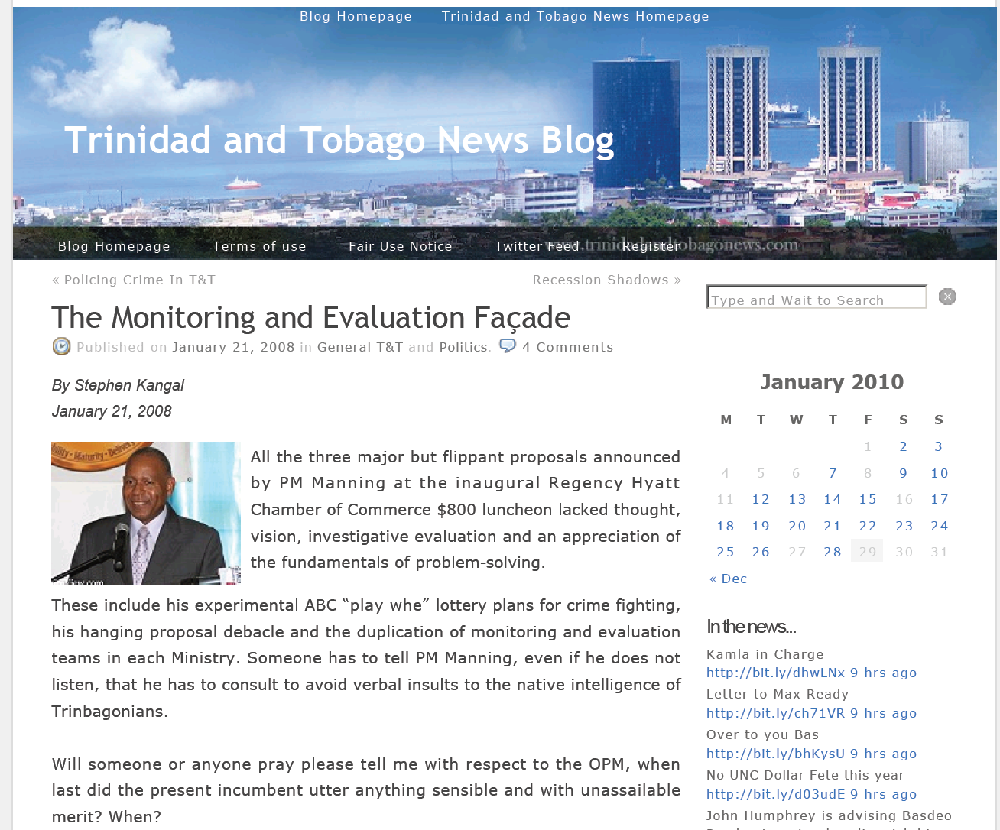 Blog Homepage Trinidad and Tobago News Homepage
Trinidad and Tobago News Blog
Blog Homepage Terms of use Fair Use Notice Twitter Feed Register
www.trinidadandtobagonews.com
« Policing Crime In T&T Recession Shadows »
The Monitoring and Evaluation Façade
Published on January 21, 2008 in General T&T and Politics. 4 Comments
By Stephen Kangal
January 21, 2008
All the three major but flippant proposals announced
by PM Manning at the inaugural Regency Hyatt
Chamber of Commerce $800 luncheon lacked thought,
vision, investigative evaluation and an appreciation of
the fundamentals of problem-solving.
These include his experimental ABC “play whe” lottery plans for crime fighting,
his hanging proposal debacle and the duplication of monitoring and evaluation
teams in each Ministry. Someone has to tell PM Manning, even if he does not
listen, that he has to consult to avoid verbal insults to the native intelligence of
Trinbagonians.
Will someone or anyone pray please tell me with respect to the OPM, when
last did the present incumbent utter anything sensible and with unassailable
merit? When?
Type and Wait to Search
January 2010
M T W T F S S
1 2 3
4 5 6 7 8 9 10
11 12 13 14 15 16 17
18 19 20 21 22 23 24
25 26 27 28 29 30 31
« Dec
In the news...
Kamla in Charge
http://bit.ly/dhwLNx 9 hrs ago
Letter to Max Ready
http://bit.ly/ch71VR 9 hrs ago
Over to you Bas
http://bit.ly/bhKysU 9 hrs ago
No UNC Dollar Fete this year
http://bit.ly/d03udE 9 hrs ago
John Humphrey is advising Basdeo